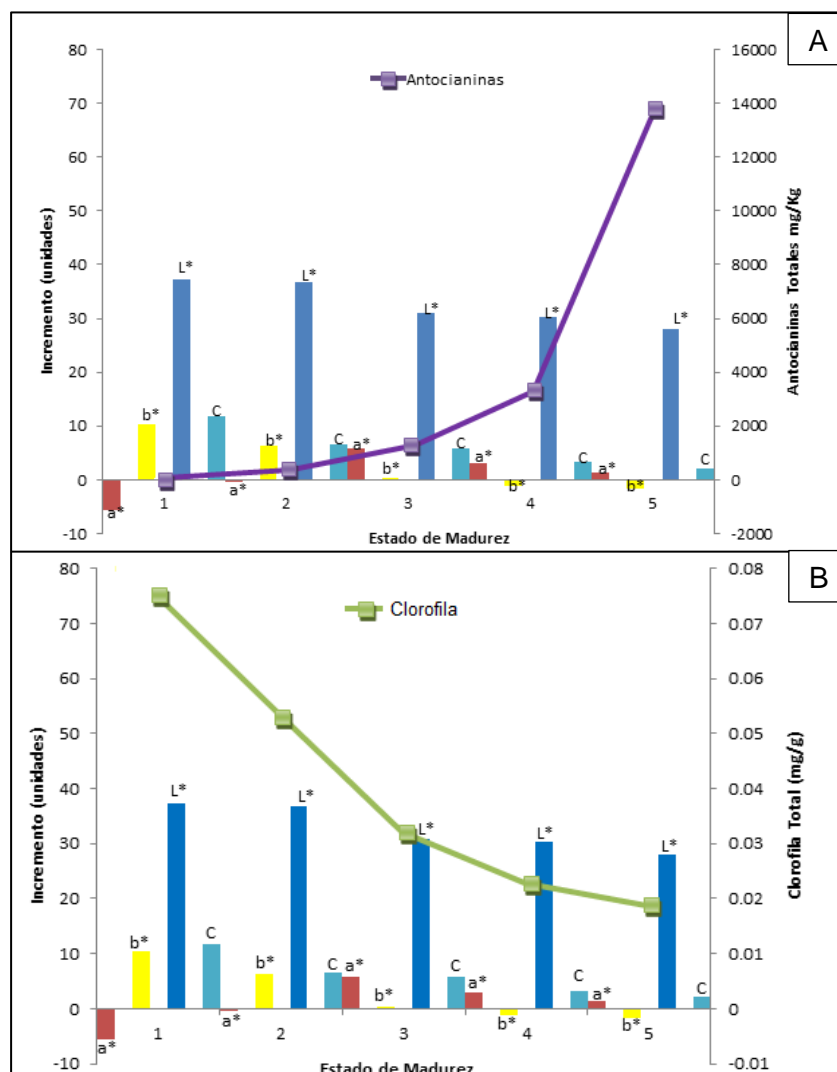 A
Antocianinas
80
70
60
50
40
30
20
10
0
-10
Incremento (unidades)
16000
14000
12000
10000
8000
6000
4000
2000
0
-2000
Antocianinas Totales mg/Kg
L* L* L* L* L*
b* C b* C a* C a* C C
a* a* b* b* a* b*
1 2 3 4 5
Estado de Madurez
B
Clorofila
80
70
60
50
40
30
20
10
0
-10
Incremento (unidades)
0.08
0.07
0.06
0.05
0.04
0.03
0.02
0.01
0
-0.01
Clorofila Total (mg/g)
L* L* L* L* L*
b* C b* C a* C a* C C
a* a* b* b* a* b*
1 2 3 4 5
Estado de Madurez